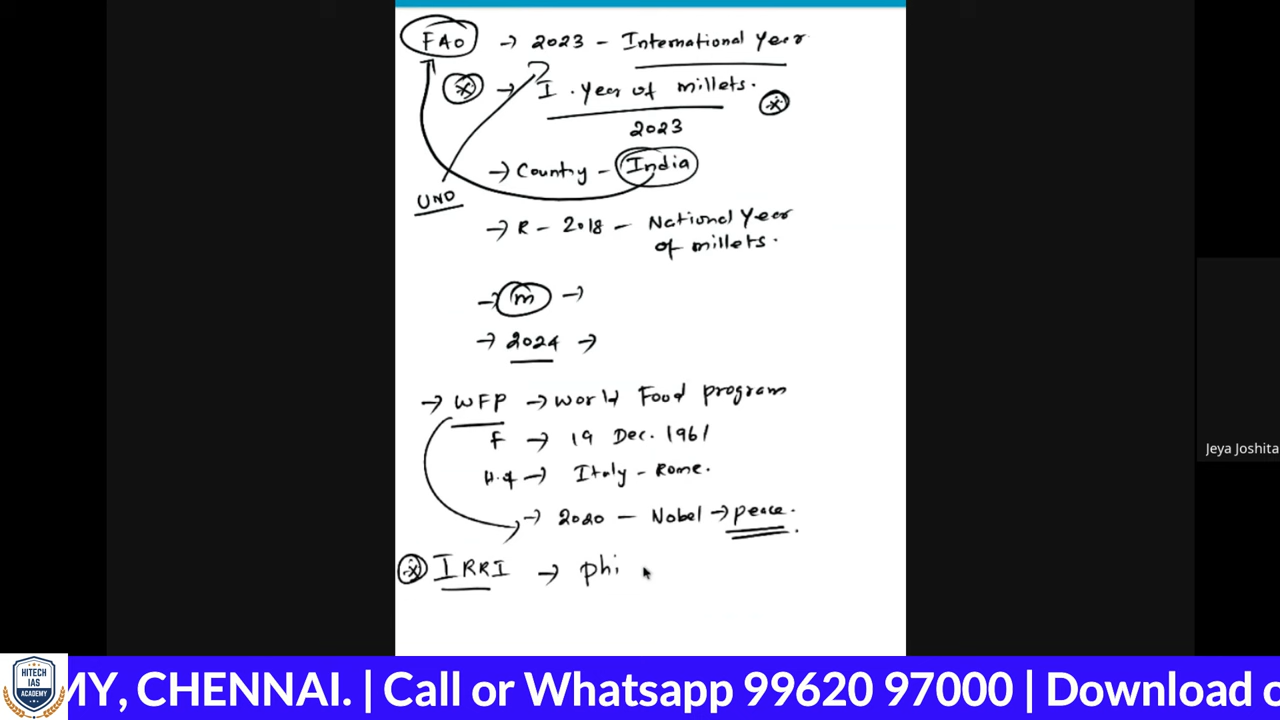 FAO → 2023 - International Year
→ I. Year of millets.
2023
→ Country - India
UNO
→ R - 2018 - National Year
of millets.
→ m →
→ 2024 →
→ WFP → World Food program
F → 19 Dec. 1961
H.q → Italy - Rome.
→ 2020 - Nobel → peace.
IRRI → phi
Jeya Joshita
HITECH
IAS
ACADEMY
MY, CHENNAI. | Call or Whatsapp 99620 97000 | Download o